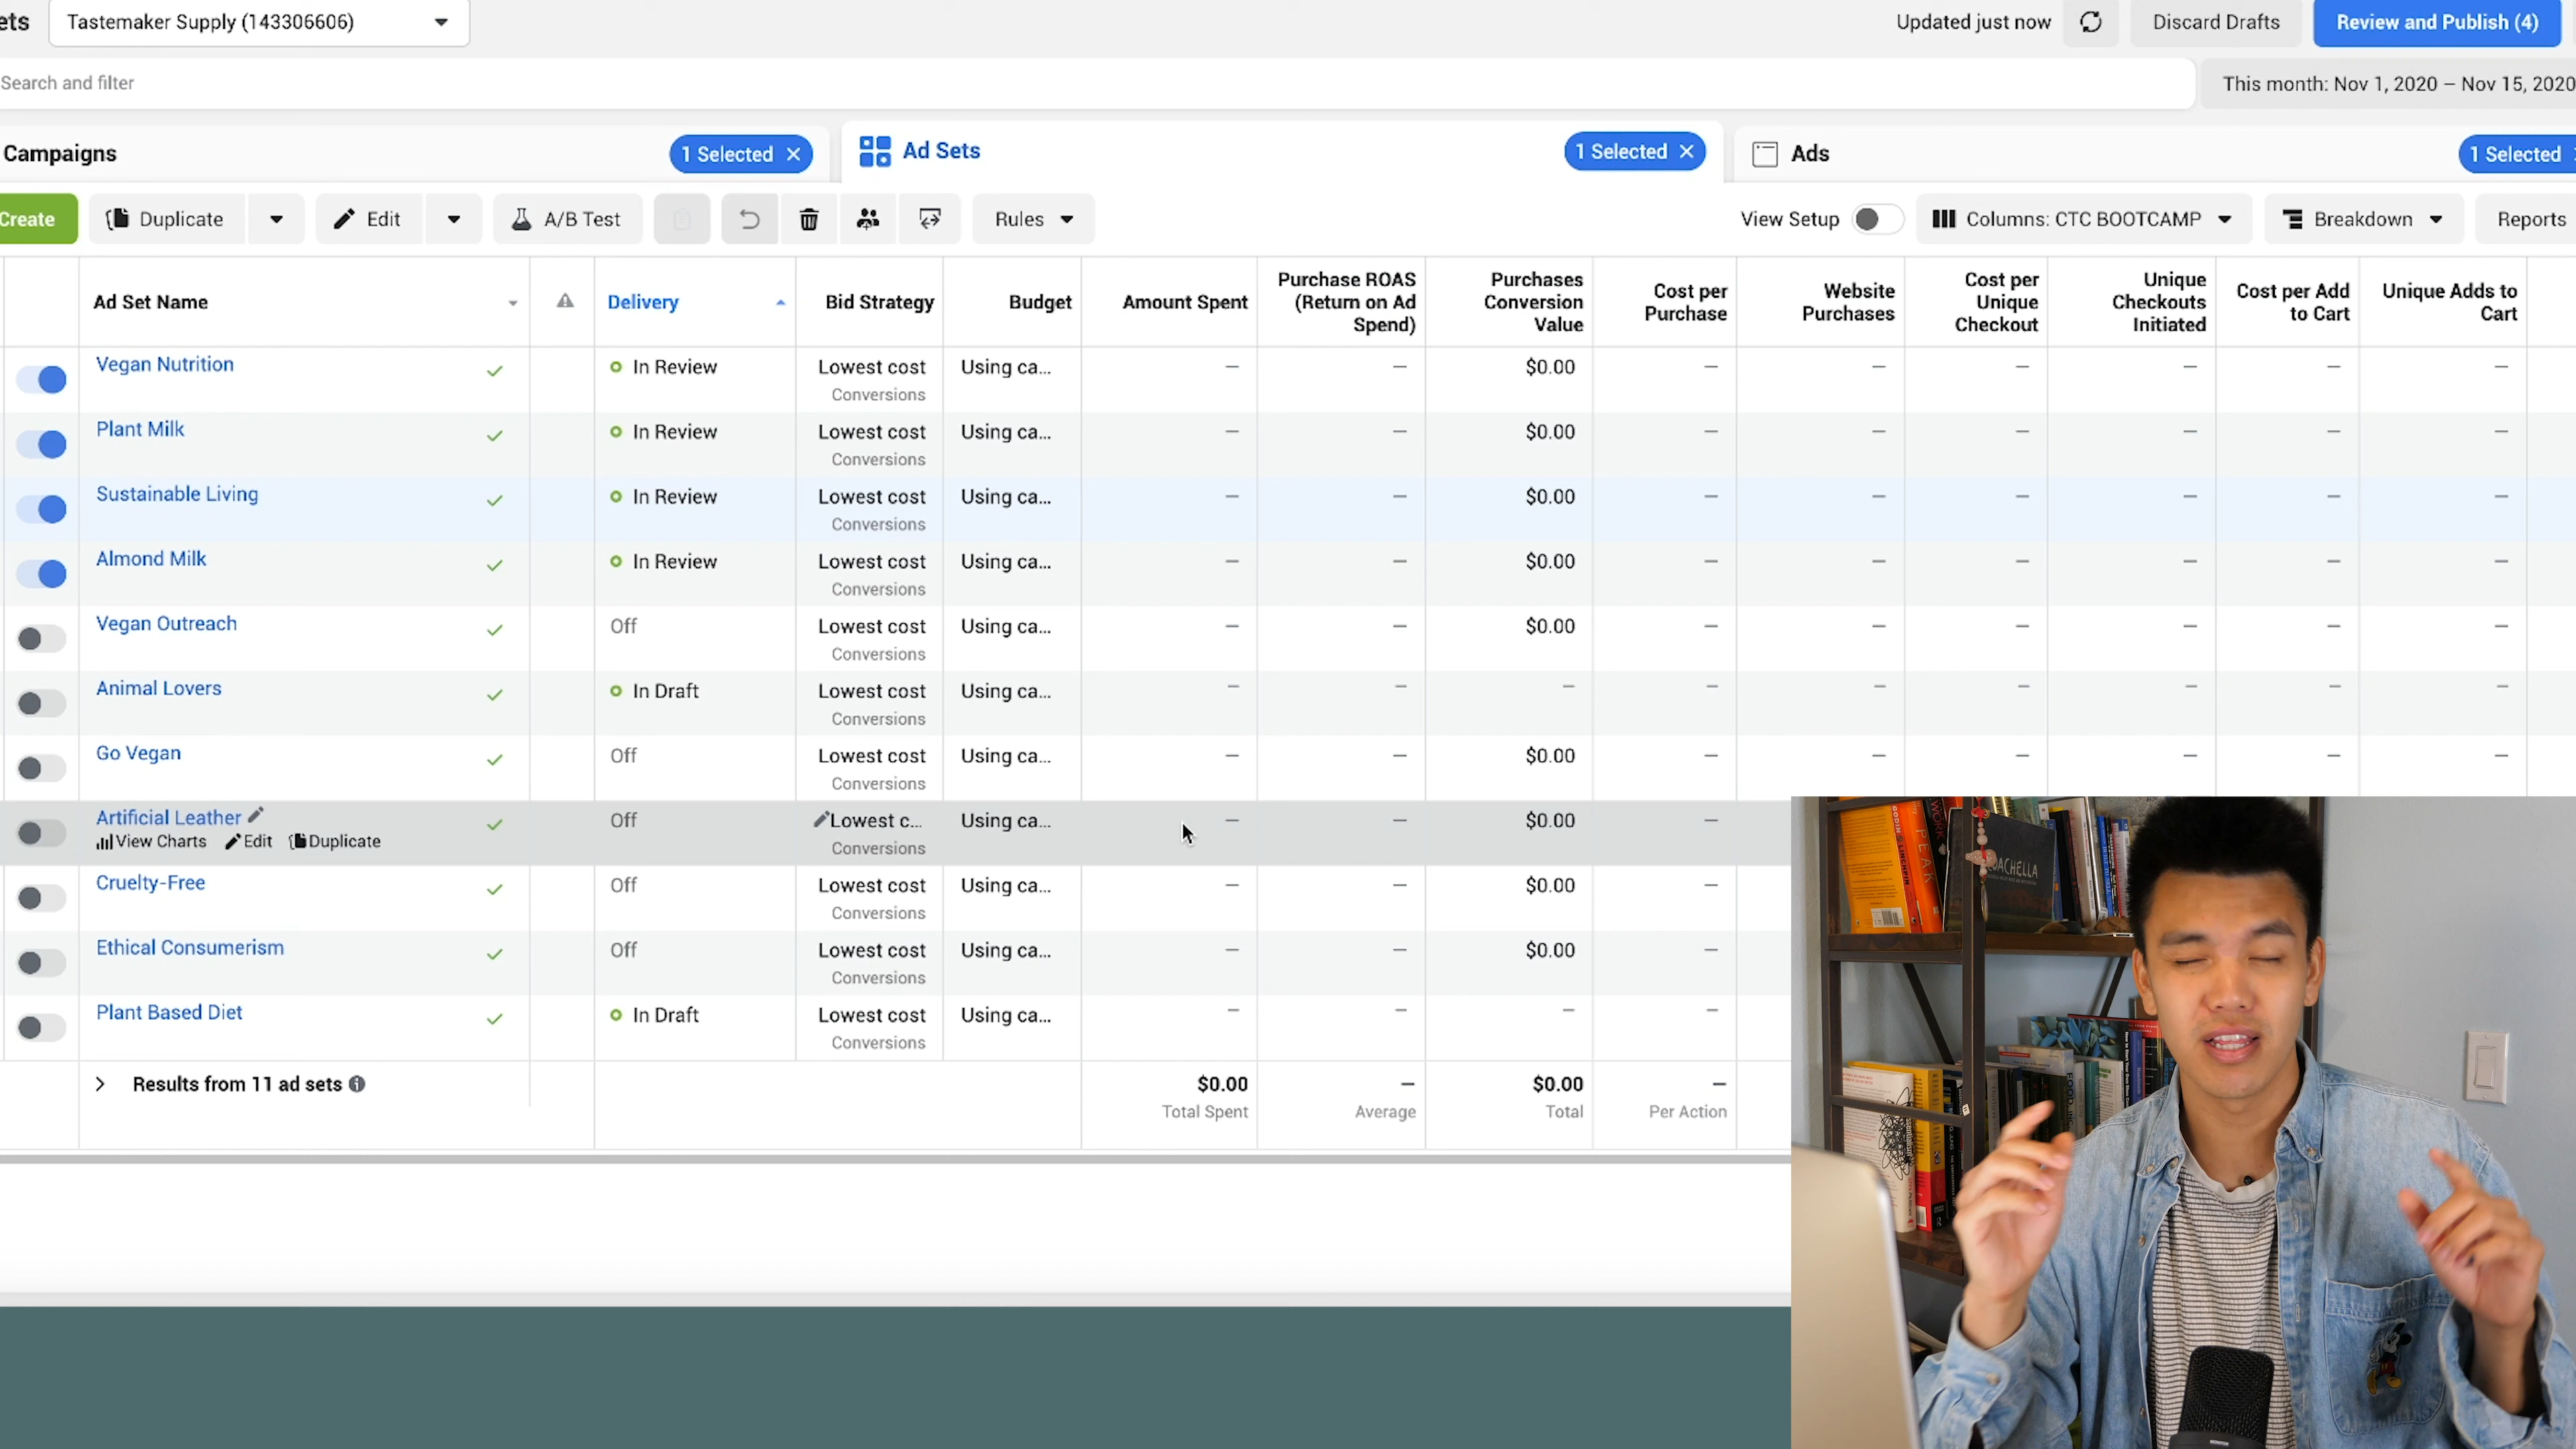 ets Tastemaker Supply (143306606) Updated just now Discard Drafts Review and Publish (4)
Search and filter This month: Nov 1, 2020 – Nov 15, 2020
Campaigns 1 Selected × Ad Sets 1 Selected × Ads 1 Selected
Create Duplicate Edit A/B Test Rules View Setup Columns: CTC BOOTCAMP Breakdown Reports
Ad Set Name Delivery Bid Strategy Budget Amount Spent Purchase ROAS (Return on Ad Spend) Purchases Conversion Value Cost per Purchase Website Purchases Cost per Unique Checkout Unique Checkouts Initiated Cost per Add to Cart Unique Adds to Cart
Vegan Nutrition In Review Lowest cost Using ca... — — $0.00 — — — — — —
Conversions
Plant Milk In Review Lowest cost Using ca... — — $0.00 — — — — — —
Conversions
Sustainable Living In Review Lowest cost Using ca... — — $0.00 — — — — — —
Conversions
Almond Milk In Review Lowest cost Using ca... — — $0.00 — — — — — —
Conversions
Vegan Outreach Off Lowest cost Using ca... — — $0.00 — — — — — —
Conversions
Animal Lovers In Draft Lowest cost Using ca... — — — — — — — — —
Conversions
Go Vegan Off Lowest cost Using ca... — — $0.00 — — — — — —
Conversions
Artificial Leather Off Lowest c... Using ca... — — $0.00 —
View Charts Edit Duplicate Conversions
Cruelty-Free Off Lowest cost Using ca... — — $0.00 —
Conversions
Ethical Consumerism Off Lowest cost Using ca... — — $0.00 —
Conversions
Plant Based Diet In Draft Lowest cost Using ca... — — — —
Conversions
Results from 11 ad sets $0.00 — $0.00 —
Total Spent Average Total Per Action
LINCHPIN
PEAK
WORK